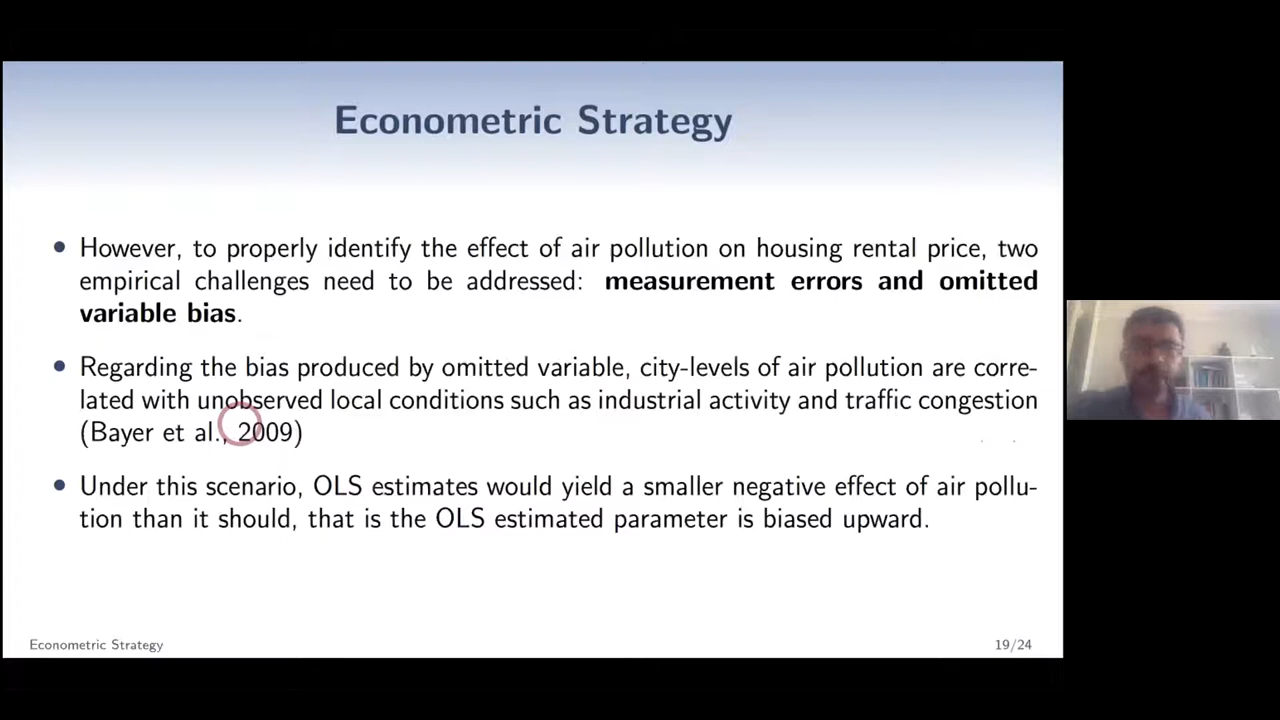 Econometric Strategy
However, to properly identify the effect of air pollution on housing rental price, two
empirical challenges need to be addressed: measurement errors and omitted
variable bias.
Regarding the bias produced by omitted variable, city-levels of air pollution are corre-
lated with unobserved local conditions such as industrial activity and traffic congestion
(Bayer et al., 2009)
Under this scenario, OLS estimates would yield a smaller negative effect of air pollu-
tion than it should, that is the OLS estimated parameter is biased upward.
Econometric Strategy
19/24